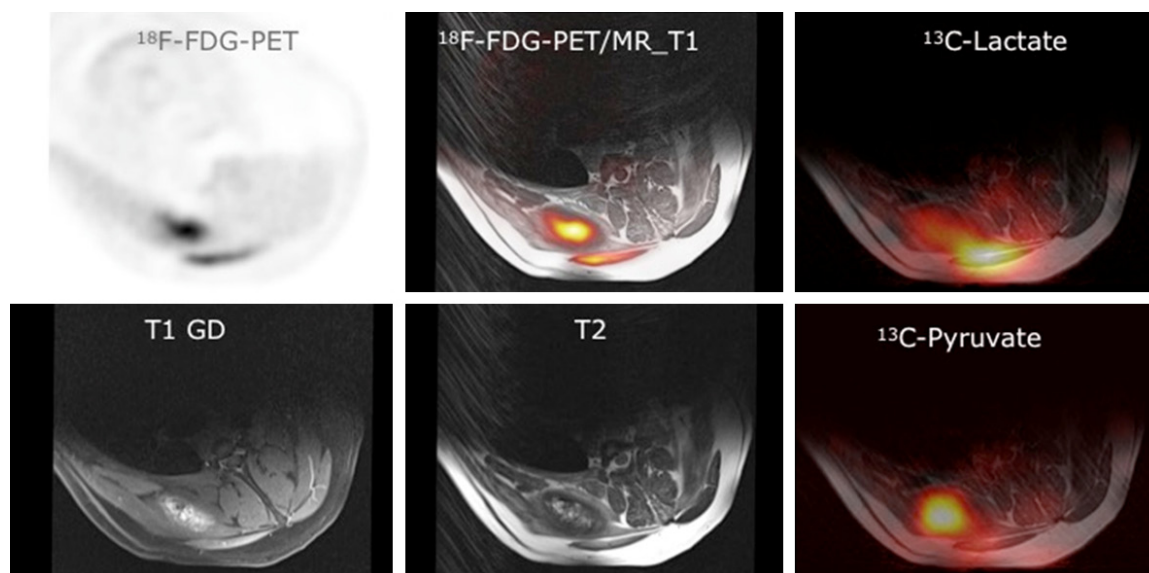 ¹⁸F-FDG-PET
¹⁸F-FDG-PET/MR_T1
¹³C-Lactate
T1 GD
T2
¹³C-Pyruvate